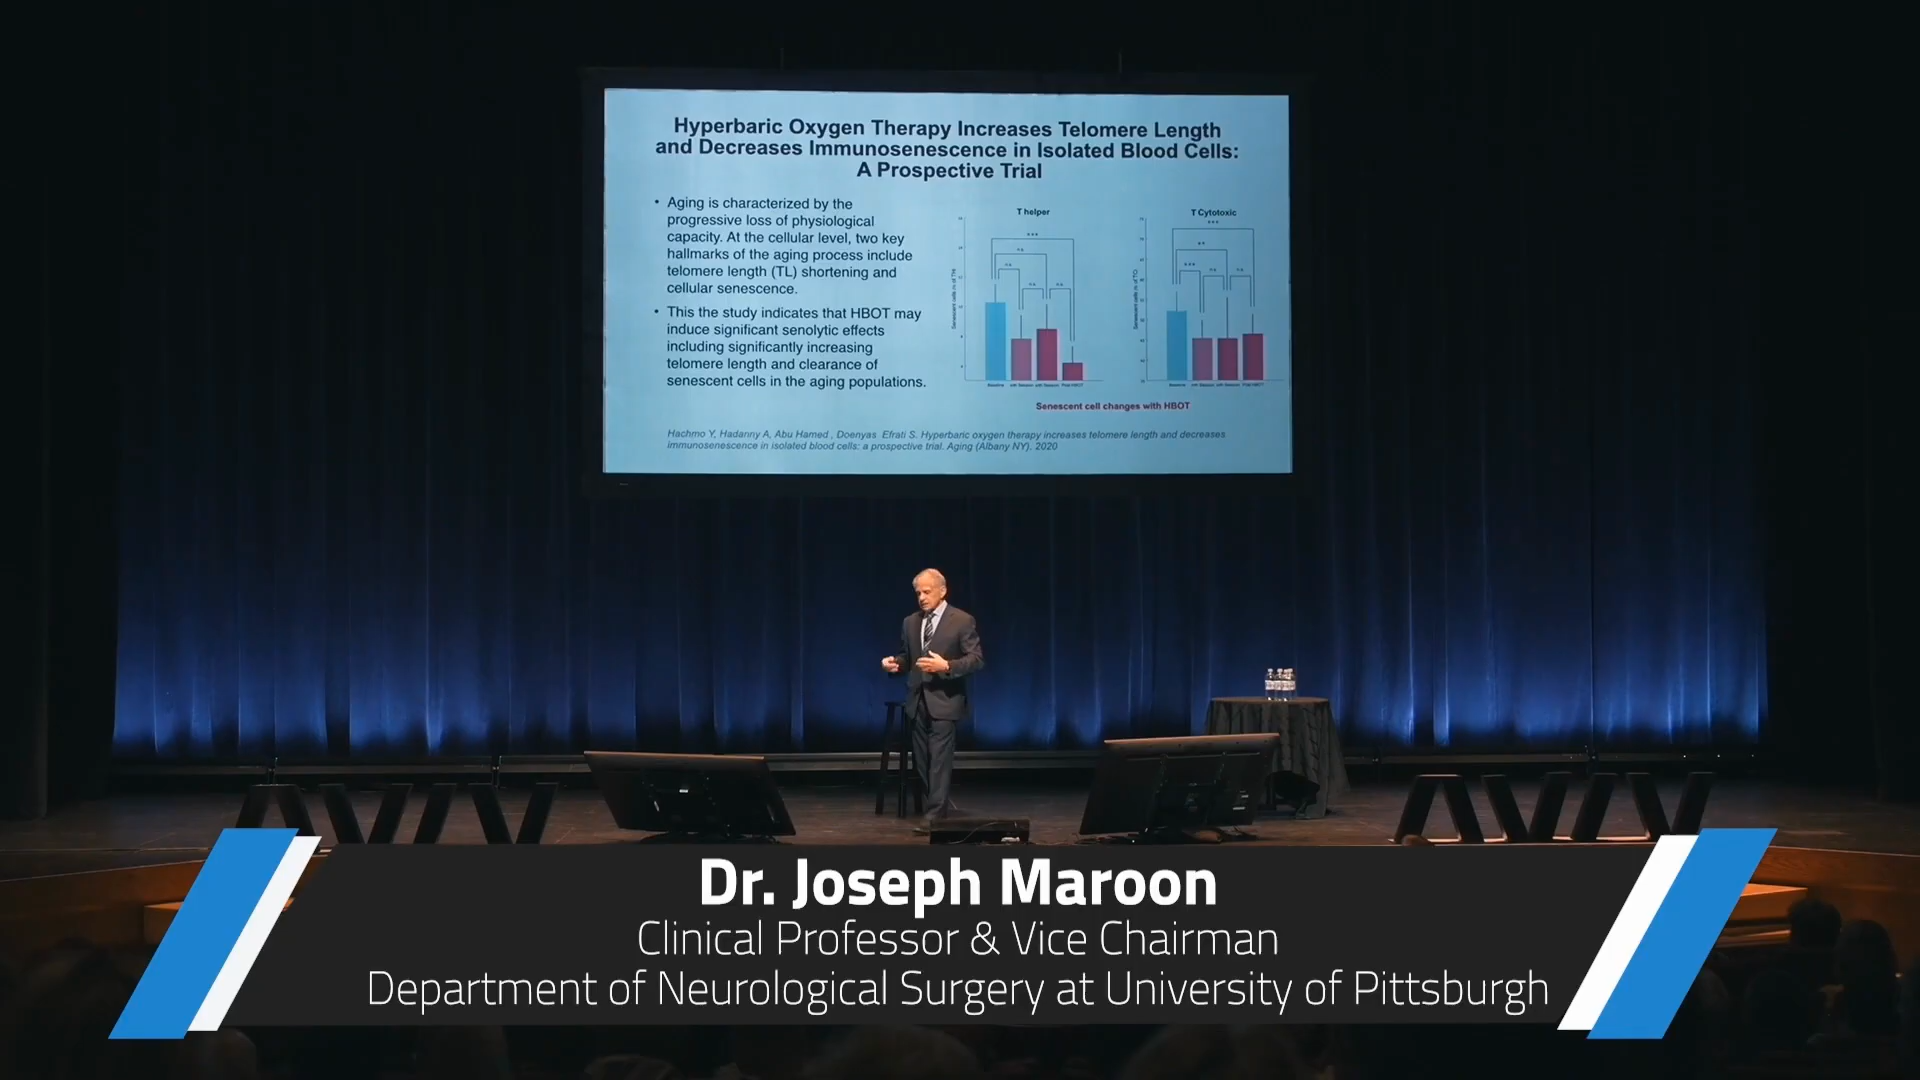 Hyperbaric Oxygen Therapy Increases Telomere Length
and Decreases Immunosenescence in Isolated Blood Cells:
A Prospective Trial
• Aging is characterized by the
progressive loss of physiological
capacity. At the cellular level, two key
hallmarks of the aging process include
telomere length (TL) shortening and
cellular senescence.
• This the study indicates that HBOT may
induce significant senolytic effects
including significantly increasing
telomere length and clearance of
senescent cells in the aging populations.
T helper
T Cytotoxic
Senescent cell changes with HBOT
Hachmo Y, Hadanny A, Abu Hamed , Doenyas Efrati S. Hyperbaric oxygen therapy increases telomere length and decreases
immunosenescence in isolated blood cells: a prospective trial. Aging (Albany NY). 2020
Dr. Joseph Maroon
Clinical Professor & Vice Chairman
Department of Neurological Surgery at University of Pittsburgh